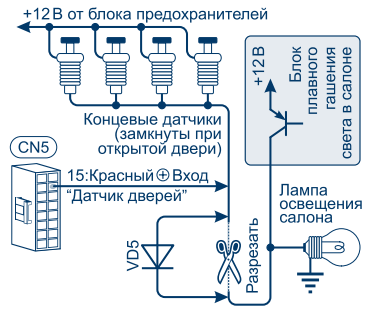 +12 В от блока предохранителей
+12 В
Блок
плавного
гашения
света в салоне
Концевые датчики
(замкнуты при
открытой двери)
CN5
15:Красный ⊕ Вход
"Датчик дверей"
Лампа
освещения
салона
VD5
Разрезать